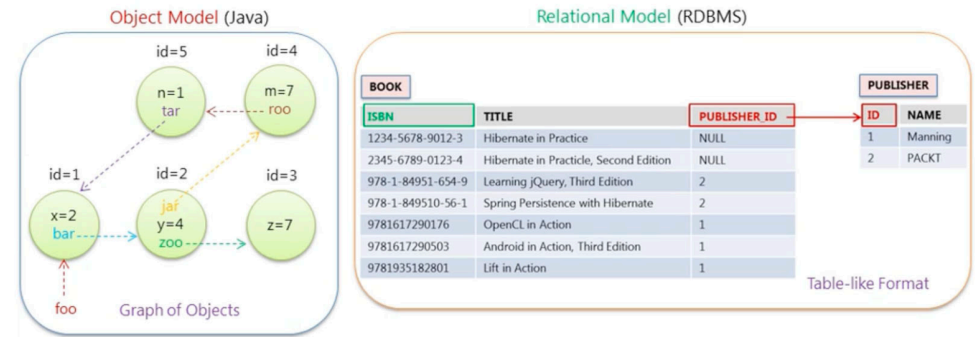 Object Model (Java)
id=5
id=4
n=1
tar
m=7
roo
id=1
id=2
id=3
x=2
bar
jar
y=4
zoo
z=7
foo
Graph of Objects
Relational Model (RDBMS)
BOOK
ISBN TITLE PUBLISHER_ID
1234-5678-9012-3 Hibernate in Practice NULL
2345-6789-0123-4 Hibernate in Practicle, Second Edition NULL
978-1-84951-654-9 Learning jQuery, Third Edition 2
978-1-849510-56-1 Spring Persistence with Hibernate 2
9781617290176 OpenCL in Action 1
9781617290503 Android in Action, Third Edition 1
9781935182801 Lift in Action 1
PUBLISHER
ID NAME
1 Manning
2 PACKT
Table-like Format